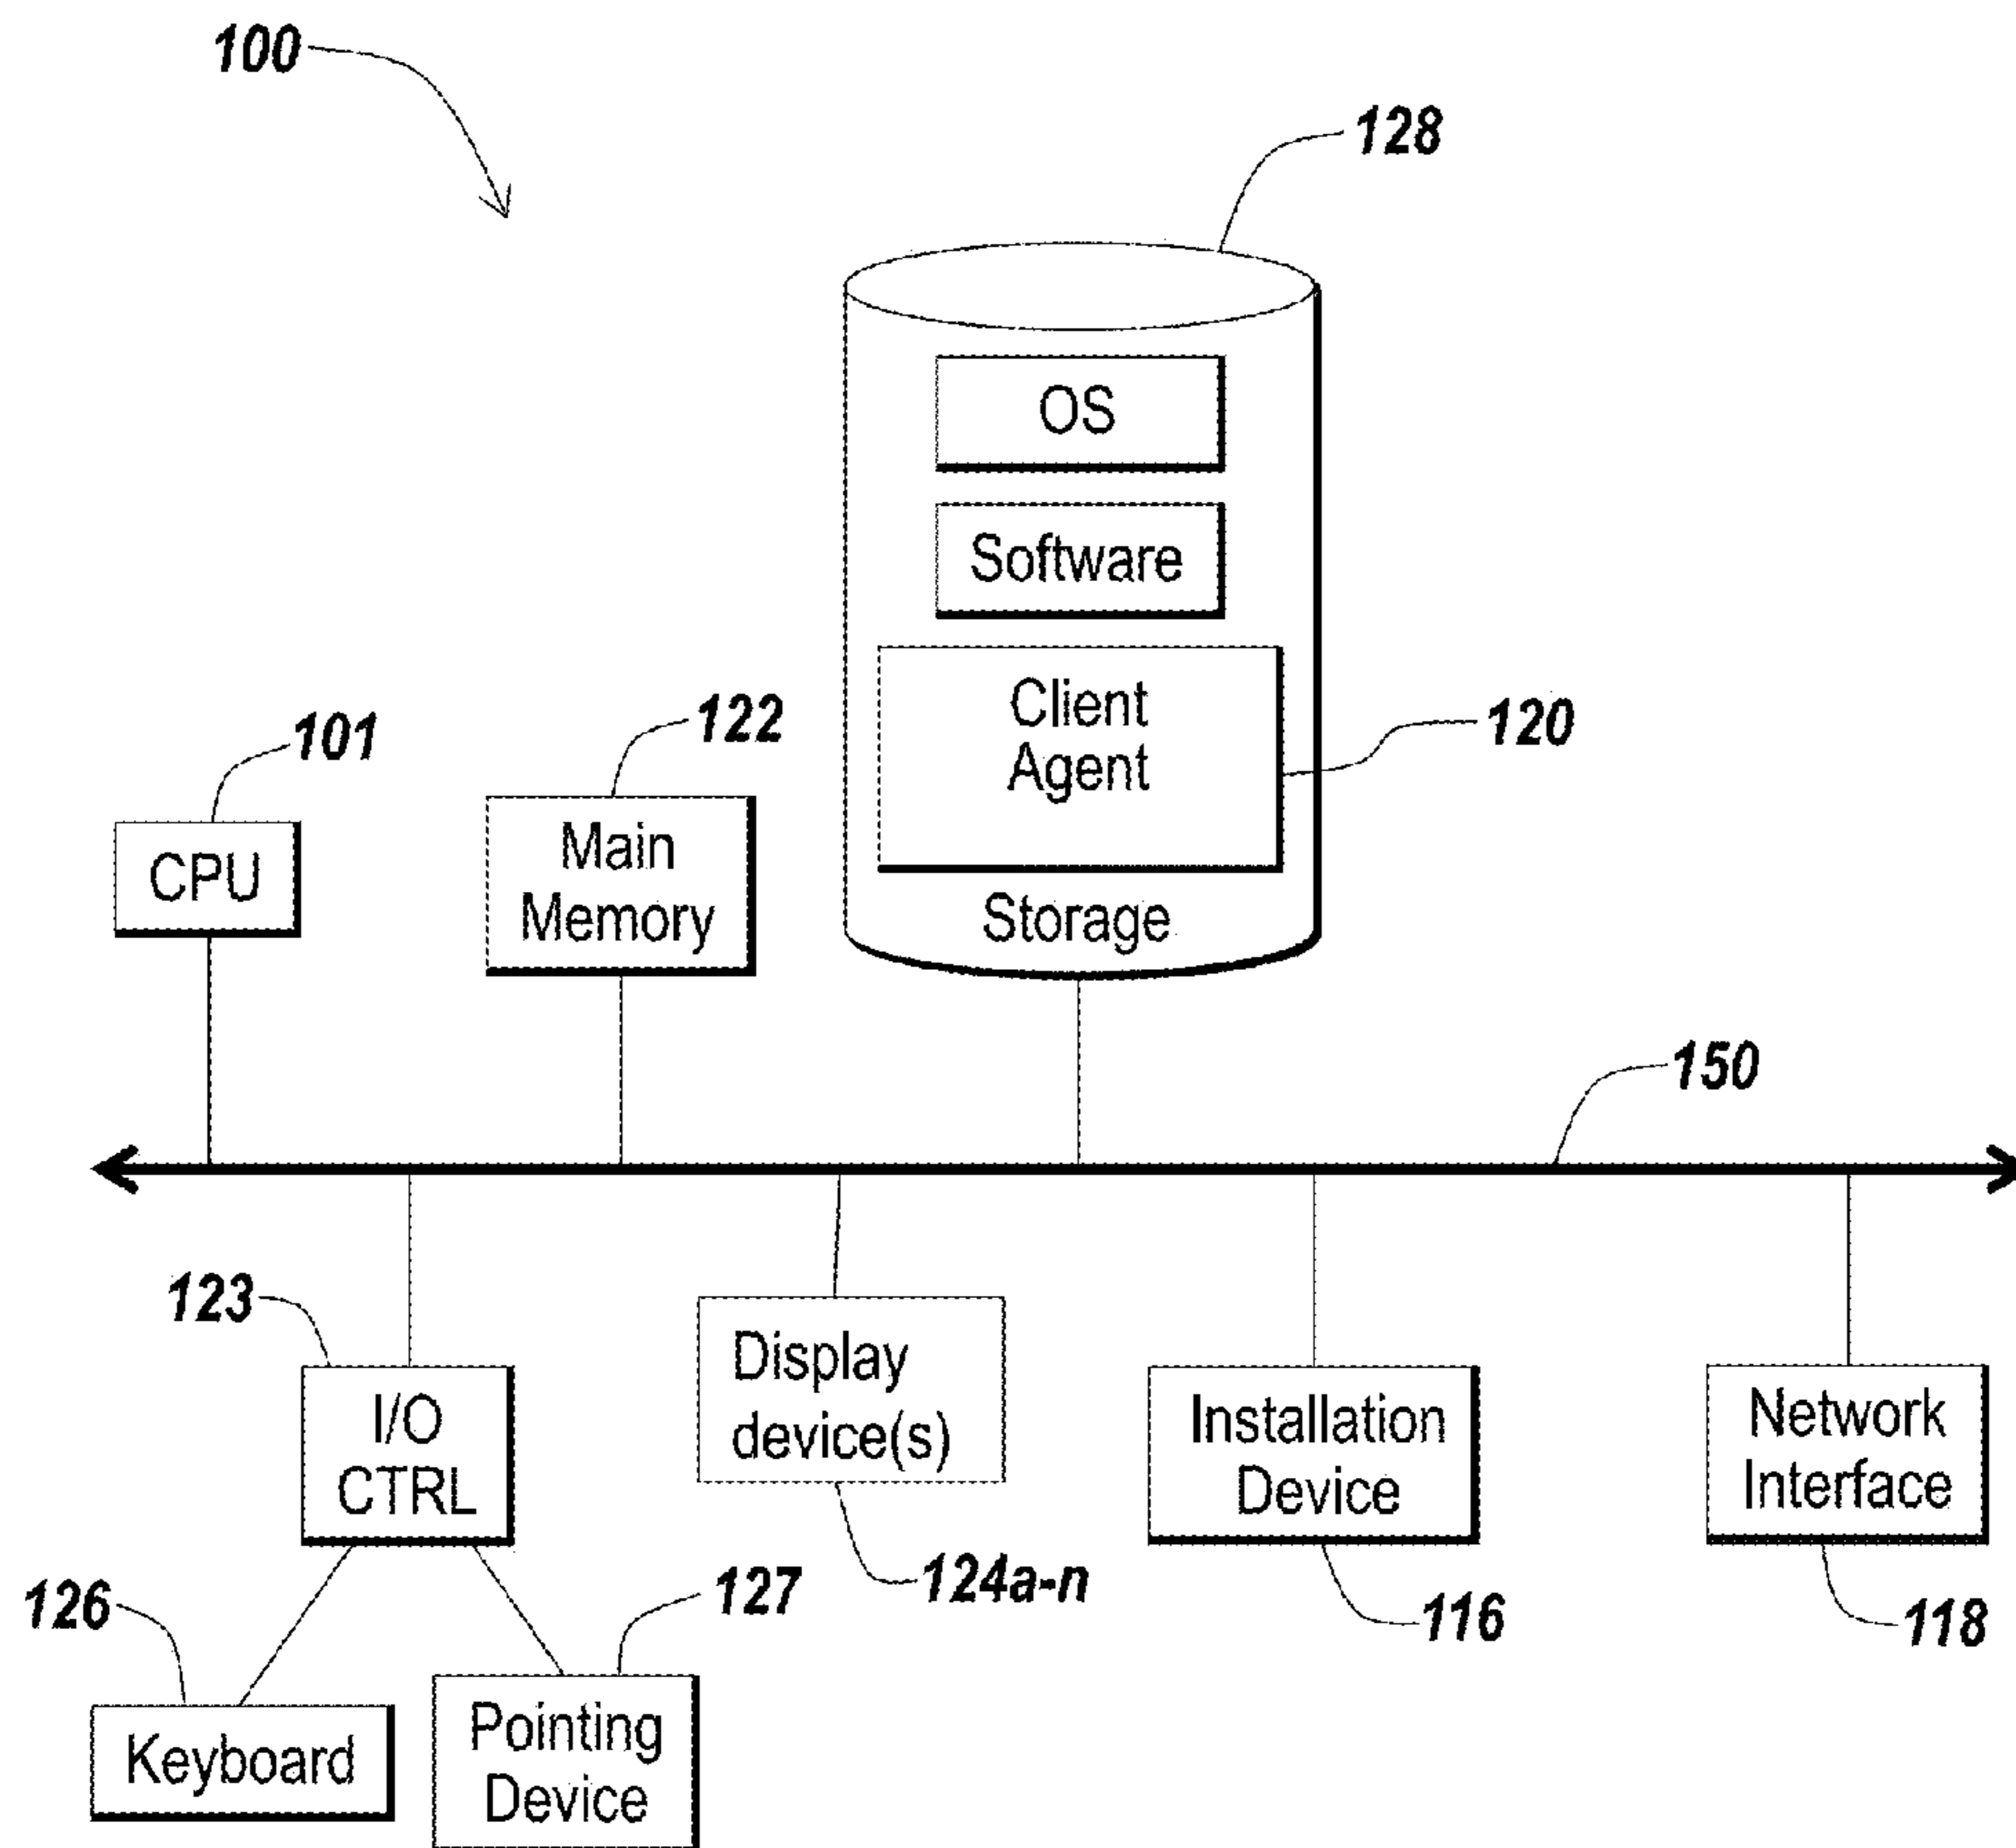 100
128
OS
Software
Client
Agent
120
Storage
101
CPU
122
Main
Memory
150
123
I/O
CTRL
Display
device(s)
124a-n
Installation
Device
116
Network
Interface
118
126
Keyboard
127
Pointing
Device